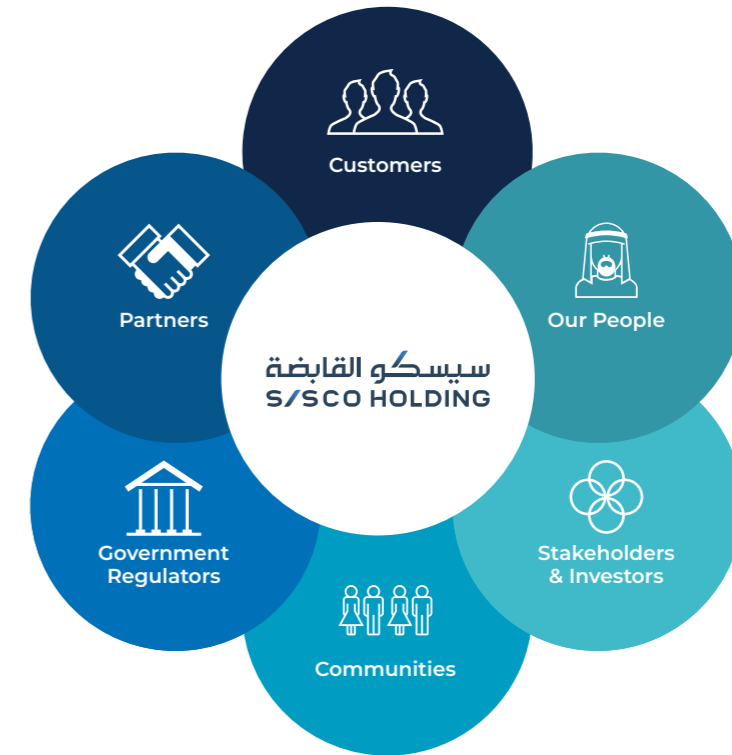 Customers
Our People
Stakeholders
& Investors
Communities
Government
Regulators
Partners
سيسكو القابضة
SISCO HOLDING